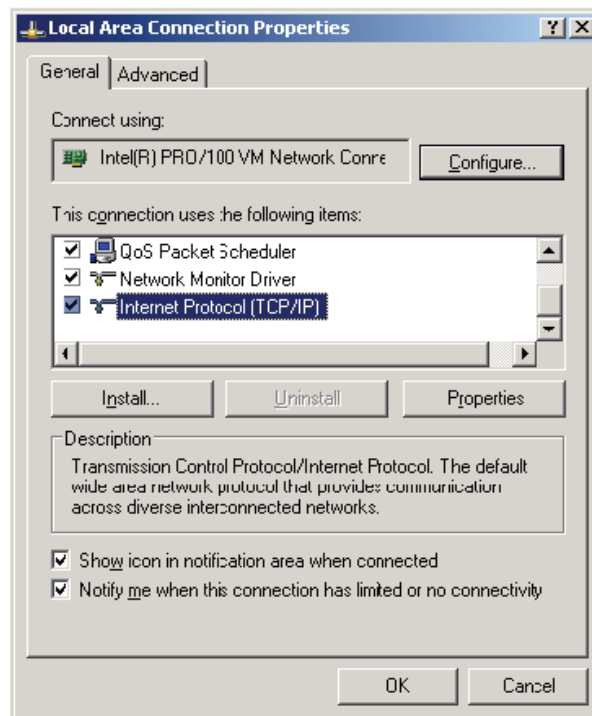 Local Area Connection Properties
General Advanced
Connect using:
Intel(R) PRO/100 VM Network Conne
Configure...
This connection uses the following items:
QoS Packet Scheduler
Network Monitor Driver
Internet Protocol (TCP/IP)
Install... Uninstall Properties
Description
Transmission Control Protocol/Internet Protocol. The default
wide area network protocol that provides communication
across diverse interconnected networks.
Show icon in notification area when connected
Notify me when this connection has limited or no connectivity
OK Cancel